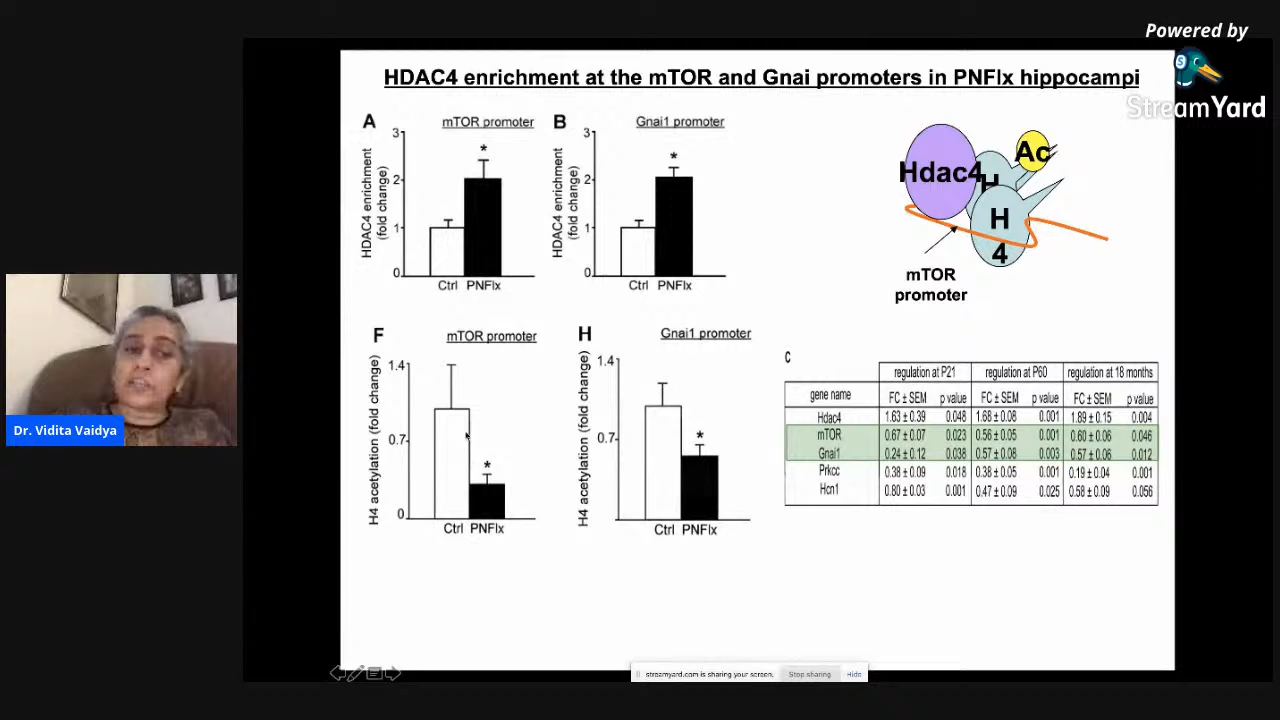 Powered by
StreamYard
HDAC4 enrichment at the mTOR and Gnai promoters in PNFlx hippocampi
A
mTOR promoter
HDAC4 enrichment
(fold change)
3
2
1
0
*
Ctrl PNFlx
B
Gnai1 promoter
HDAC4 enrichment
(fold change)
3
2
1
0
*
Ctrl PNFlx
Hdac4
H
Ac
H
4
mTOR
promoter
Dr. Vidita Vaidya
F
mTOR promoter
H4 acetylation (fold change)
1.4
0.7
0
*
Ctrl PNFlx
H
Gnai1 promoter
H4 acetylation (fold change)
1.4
0.7
*
Ctrl PNFlx
C
regulation at P21 regulation at P60 regulation at 18 months
gene name FC ± SEM p value FC ± SEM p value FC ± SEM p value
Hdac4 1.63 ± 0.39 0.048 1.68 ± 0.08 0.001 1.89 ± 0.15 0.004
mTOR 0.67 ± 0.07 0.023 0.56 ± 0.05 0.001 0.60 ± 0.06 0.046
Gnai1 0.24 ± 0.12 0.038 0.57 ± 0.08 0.003 0.57 ± 0.06 0.012
Prkcc 0.38 ± 0.09 0.018 0.38 ± 0.05 0.001 0.19 ± 0.04 0.001
Hcn1 0.80 ± 0.03 0.001 0.47 ± 0.09 0.025 0.58 ± 0.09 0.056
streamyard.com is sharing your screen. Stop sharing Hide